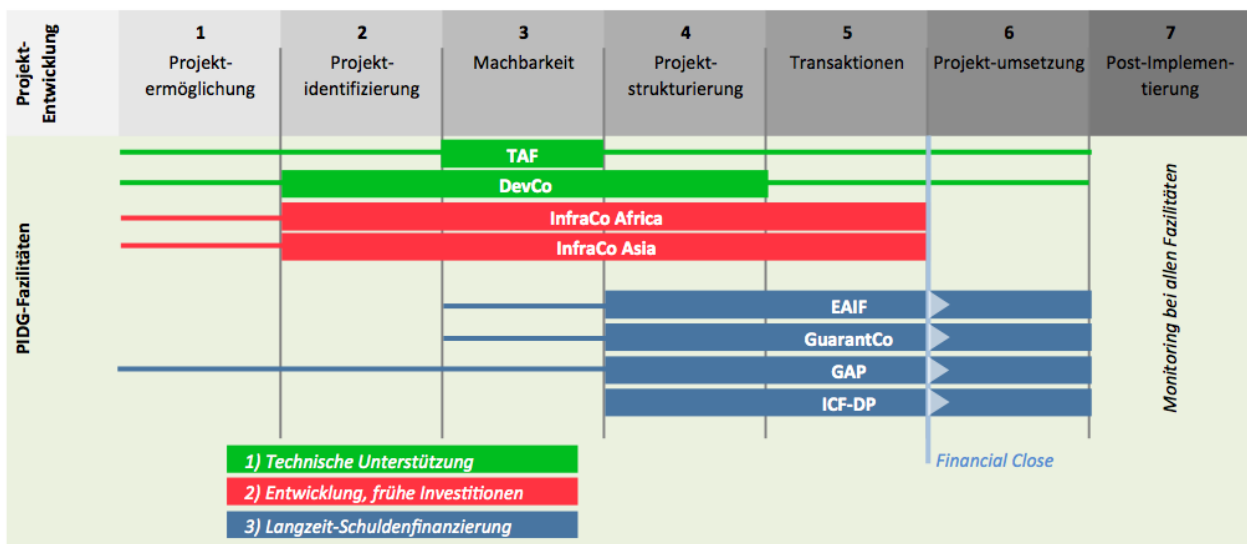 Projekt-
Entwicklung
1
Projekt-
ermöglichung
2
Projekt-
identifizierung
3
Machbarkeit
4
Projekt-
strukturierung
5
Transaktionen
6
Projekt-umsetzung
7
Post-Implemen-
tierung
PIDG-Fazilitäten
TAF
DevCo
InfraCo Africa
InfraCo Asia
EAIF
GuarantCo
GAP
ICF-DP
Monitoring bei allen Fazilitäten
Financial Close
1) Technische Unterstützung
2) Entwicklung, frühe Investitionen
3) Langzeit-Schuldenfinanzierung